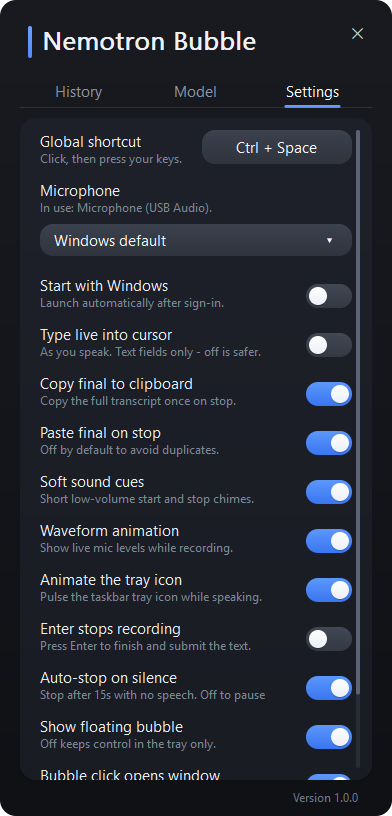 Nemotron Bubble
History Model Settings
Global shortcut
Click, then press your keys.
Ctrl + Space
Microphone
In use: Microphone (USB Audio).
Windows default
Start with Windows
Launch automatically after sign-in.
Type live into cursor
As you speak. Text fields only - off is safer.
Copy final to clipboard
Copy the full transcript once on stop.
Paste final on stop
Off by default to avoid duplicates.
Soft sound cues
Short low-volume start and stop chimes.
Waveform animation
Show live mic levels while recording.
Animate the tray icon
Pulse the taskbar tray icon while speaking.
Enter stops recording
Press Enter to finish and submit the text.
Auto-stop on silence
Stop after 15s with no speech. Off to pause
Show floating bubble
Off keeps control in the tray only.
Bubble click opens window
Version 1.0.0